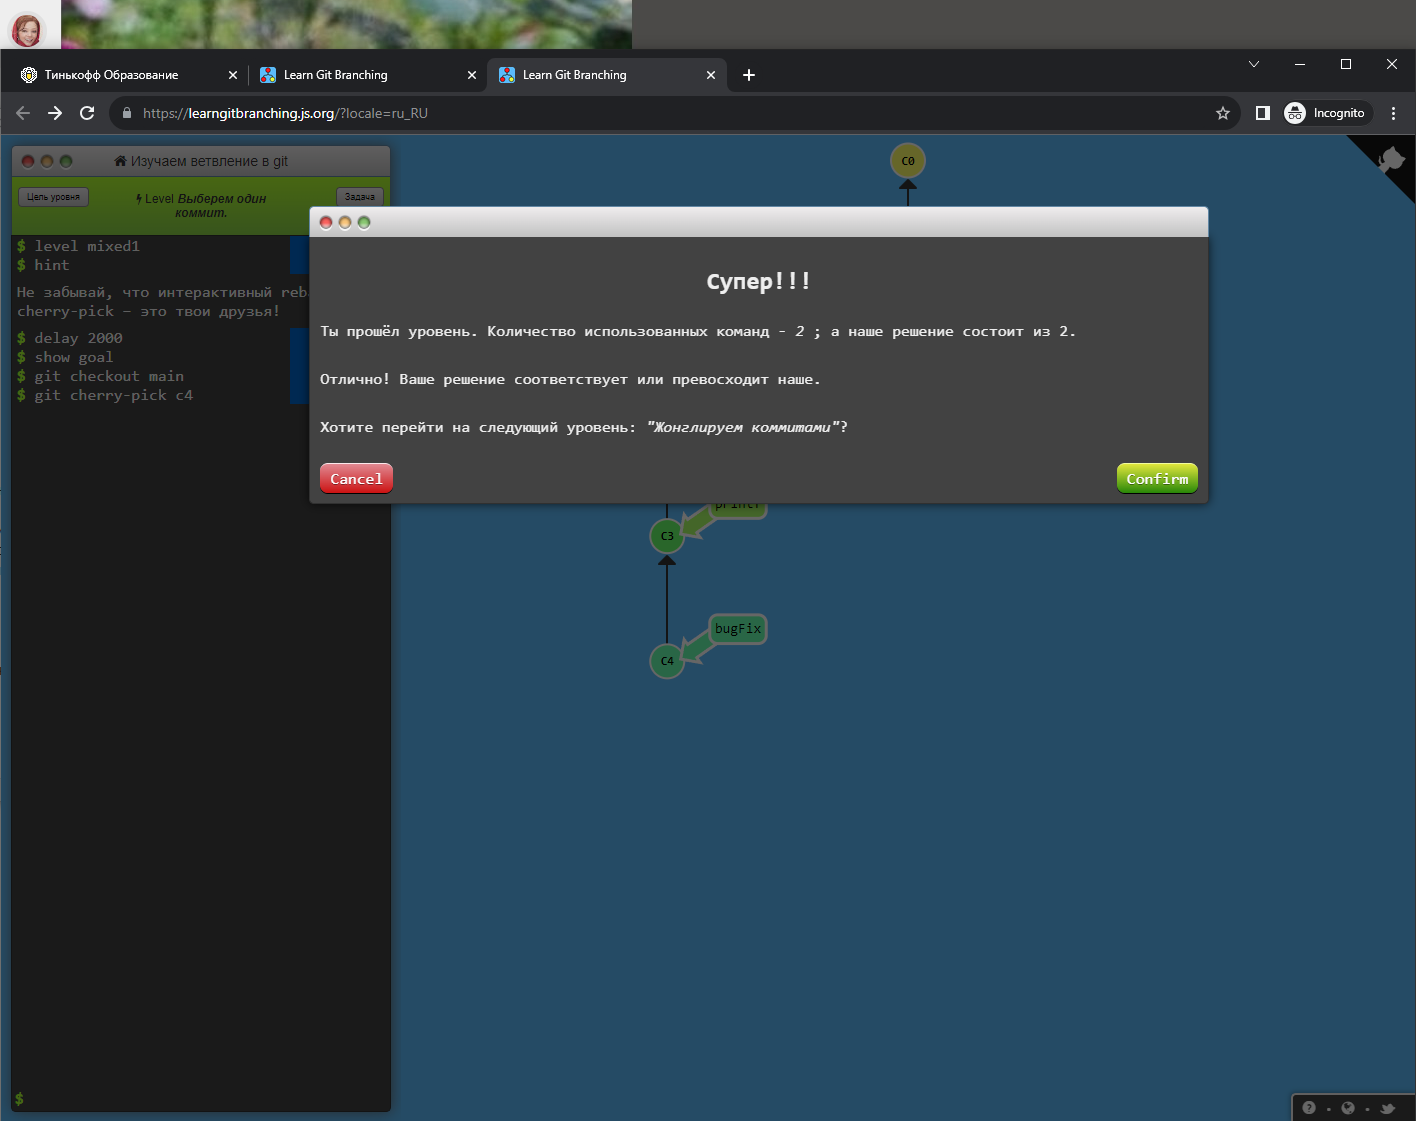 Тинькофф Образование
Learn Git Branching
Learn Git Branching
https://learngitbranching.js.org/?locale=ru_RU
Incognito
Изучаем ветвление в git
Цель уровня
Level Выберем один
коммит.
Задача
$ level mixed1
$ hint
Не забывай, что интерактивный
cherry-pick – это твои друзья!
$ delay 2000
$ show goal
$ git checkout main
$ git cherry-pick c4
$
C0
Супер!!!
Ты прошёл уровень. Количество использованных команд - 2 ; а наше решение состоит из 2.
Отлично! Ваше решение соответствует или превосходит наше.
Хотите перейти на следующий уровень: "Жонглируем коммитами"?
Cancel
Confirm
C3
bugFix
C4